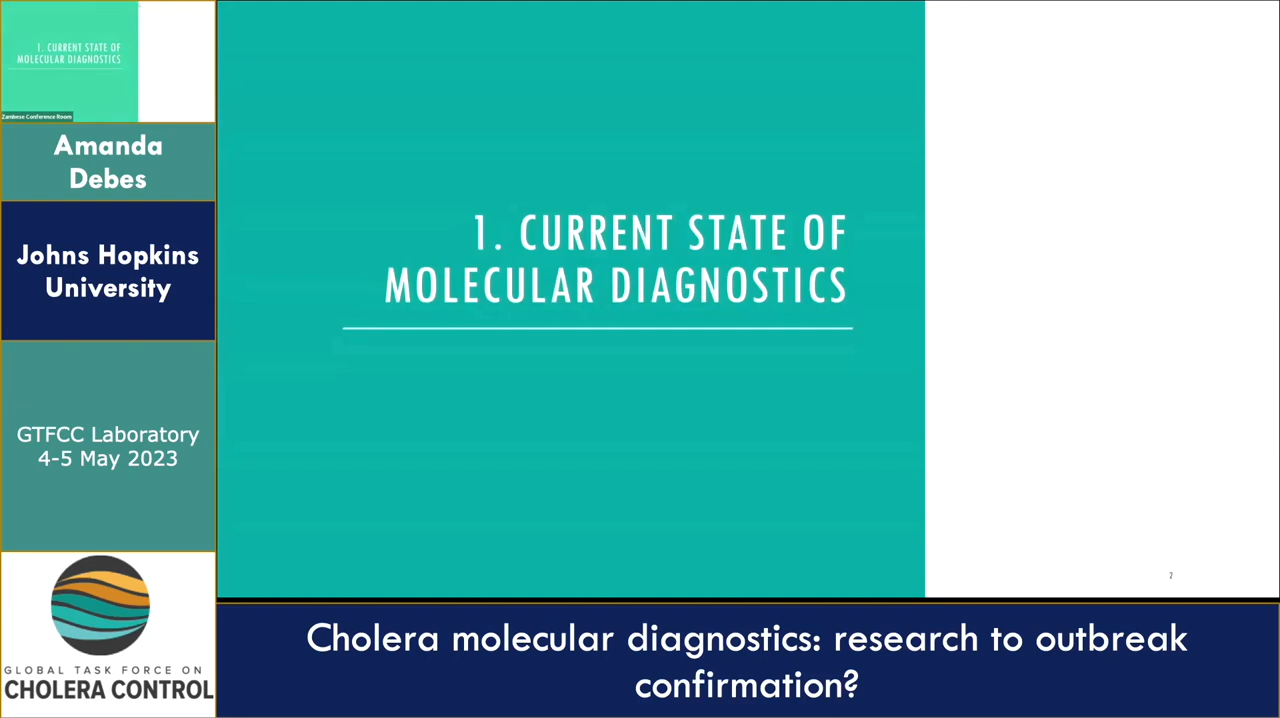 1. CURRENT STATE OF
MOLECULAR DIAGNOSTICS
Zambese Conference Room
Amanda
Debes
Johns Hopkins
University
GTFCC Laboratory
4-5 May 2023
GLOBAL TASK FORCE ON
CHOLERA CONTROL
1. CURRENT STATE OF
MOLECULAR DIAGNOSTICS
2
Cholera molecular diagnostics: research to outbreak
confirmation?